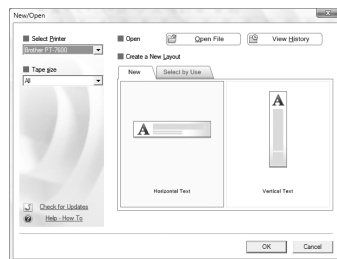 New/Open
Select Printer
Brother PT-7600
Tape size
All
Check for Updates
Help - How To
Open
Open File
View History
Create a New Layout
New
Select by Use
A
Horizontal Text
A
Vertical Text
OK
Cancel